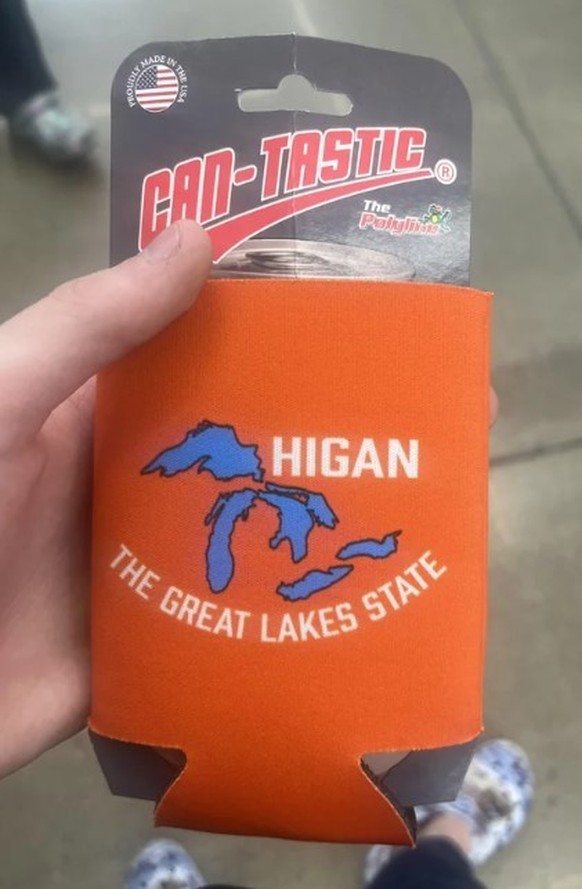 PROUDLY MADE IN THE USA
CAN-TASTIC®
The
Polyline
HIGAN
THE GREAT LAKES STATE